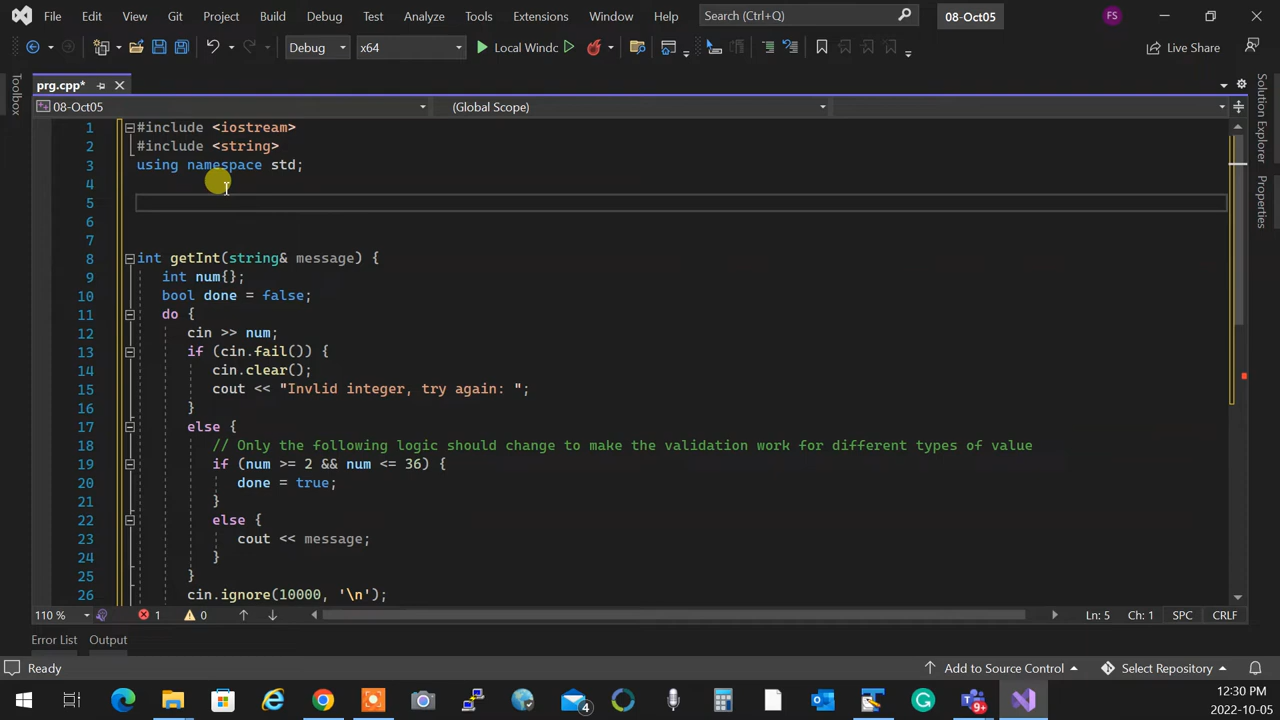 File Edit View Git Project Build Debug Test Analyze Tools Extensions Window Help Search (Ctrl+Q) 08-Oct05 FS
Debug x64 Local Windc Live Share
Toolbox
prg.cpp*
08-Oct05 (Global Scope)
1 #include <iostream>
2 #include <string>
3 using namespace std;
4
5
6
7
8 int getInt(string& message) {
9 int num{};
10 bool done = false;
11 do {
12 cin >> num;
13 if (cin.fail()) {
14 cin.clear();
15 cout << "Invlid integer, try again: ";
16 }
17 else {
18 // Only the following logic should change to make the validation work for different types of value
19 if (num >= 2 && num <= 36) {
20 done = true;
21 }
22 else {
23 cout << message;
24 }
25 }
26 cin.ignore(10000, '\n');
Solution Explorer
Properties
110 % 1 0 Ln: 5 Ch: 1 SPC CRLF
Error List Output
Ready Add to Source Control Select Repository
4 9+ 12:30 PM
2022-10-05